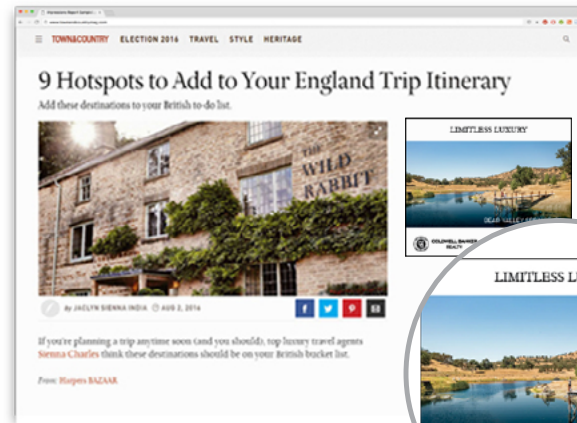 TOWN&COUNTRY ELECTION 2016 TRAVEL STYLE HERITAGE
9 Hotspots to Add to Your England Trip Itinerary
Add these destinations to your British to-do list.
THE
WILD
RABBIT
LIMITLESS LUXURY
COLDWELL BANKER
REALTY
by JACLYN SIENNA INDIA AUG 2, 2016
LIMITLESS L
If you're planning a trip anytime soon (and you should), top luxury travel agents
Sienna Charles think these destinations should be on your British bucket list.
From: Harpers BAZAAR